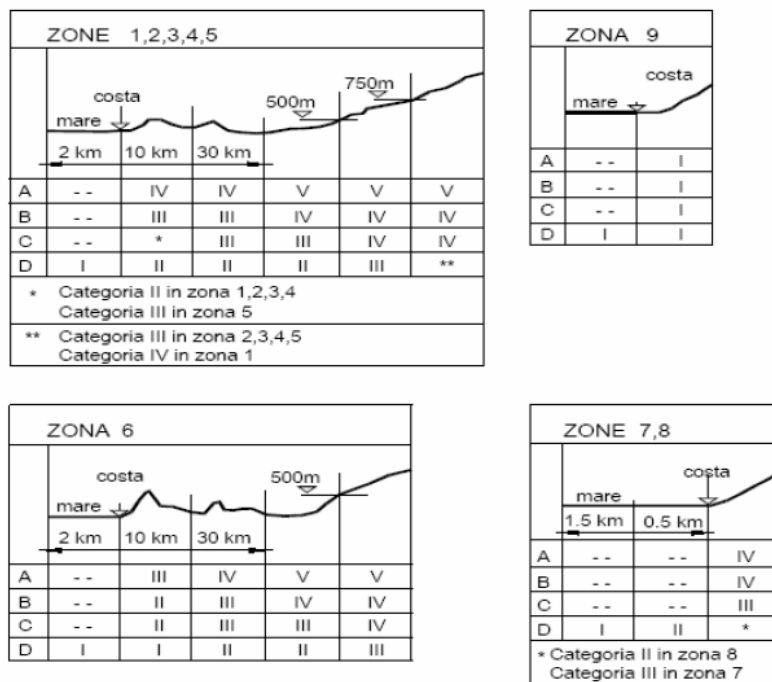 ZONE 1,2,3,4,5
costa
mare
500m
750m
2 km 10 km 30 km
A -- IV IV V V V
B -- III III IV IV IV
C -- * III III IV IV
D I II II II III **
* Categoria II in zona 1,2,3,4
Categoria III in zona 5
** Categoria III in zona 2,3,4,5
Categoria IV in zona 1
ZONA 9
costa
mare
A -- I
B -- I
C -- I
D I I
ZONA 6
costa
mare
500m
2 km 10 km 30 km
A -- III IV V V
B -- II III IV IV
C -- II III III IV
D I I II II III
ZONE 7,8
costa
mare
1.5 km 0.5 km
A -- -- IV
B -- -- IV
C -- -- III
D I II *
* Categoria II in zona 8
Categoria III in zona 7